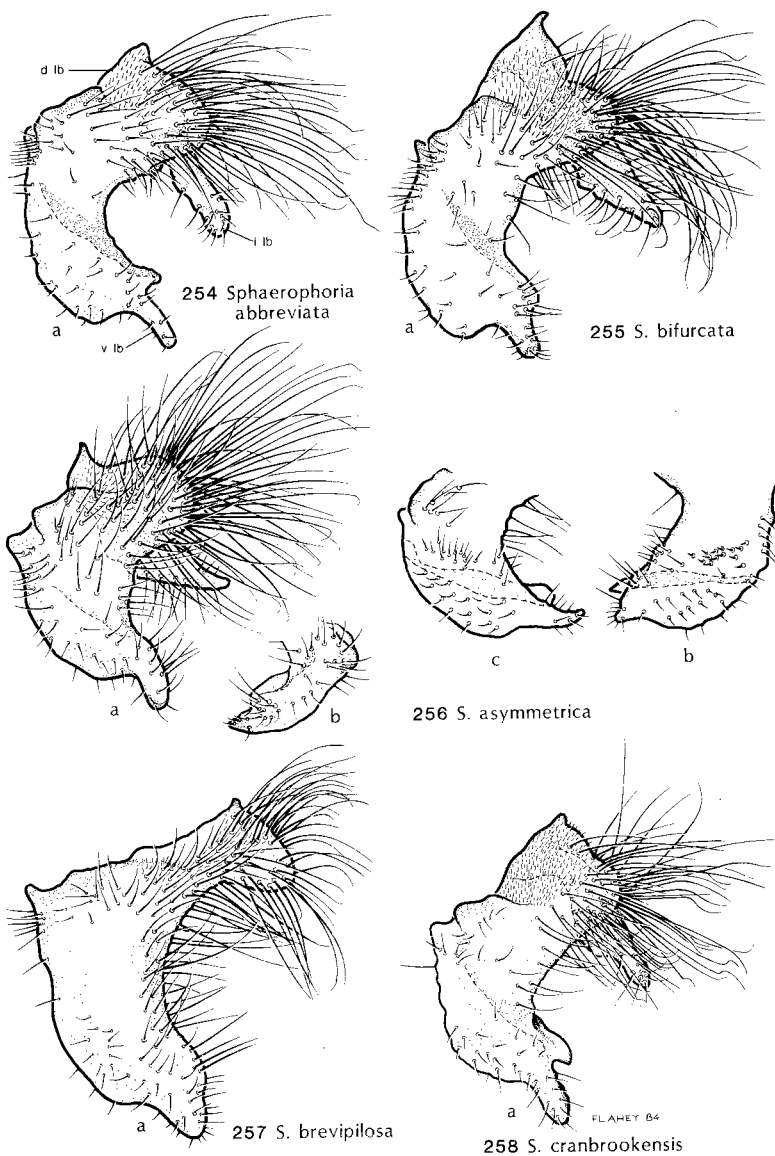 d lb
i lb
254 Sphaerophoria
abbreviata
a
v lb
a
255 S. bifurcata
a
b
c
b
256 S. asymmetrica
a
257 S. brevipilosa
a
FLAHEY 84
258 S. cranbrookensis